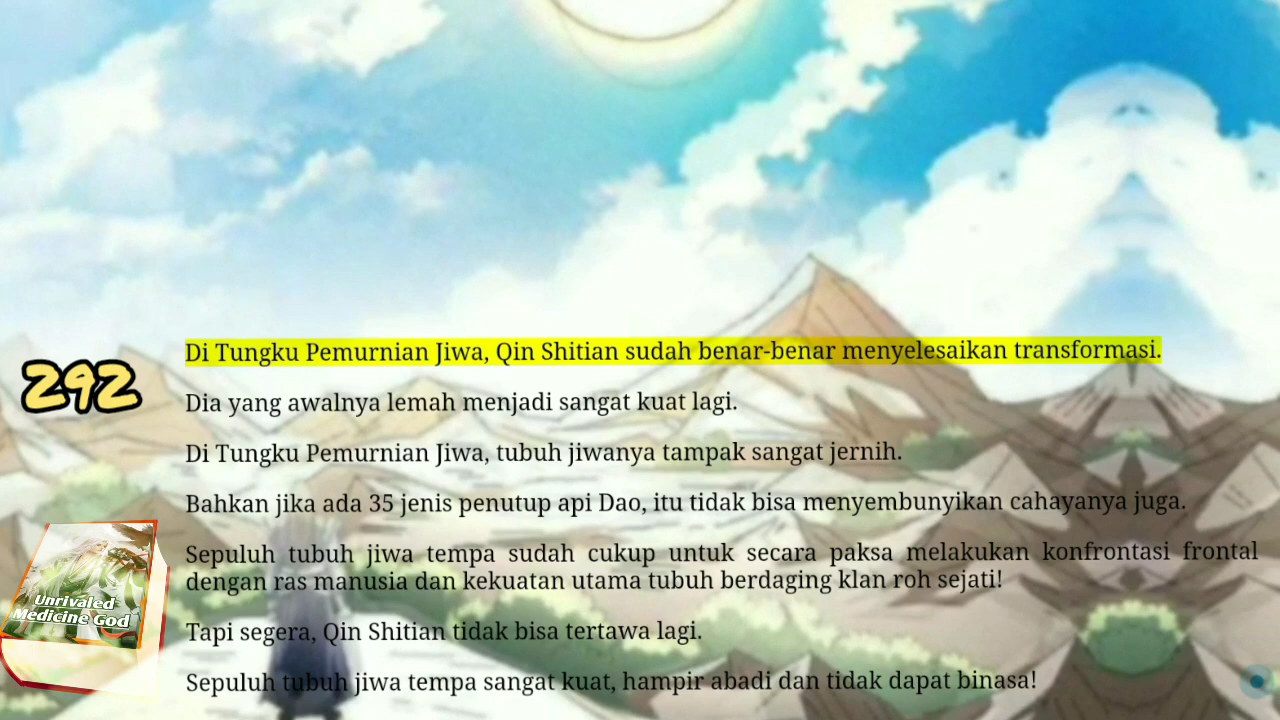 Di Tungku Pemurnian Jiwa, Qin Shitian sudah benar-benar menyelesaikan transformasi.
292
Dia yang awalnya lemah menjadi sangat kuat lagi.
Di Tungku Pemurnian Jiwa, tubuh jiwanya tampak sangat jernih.
Bahkan jika ada 35 jenis penutup api Dao, itu tidak bisa menyembunyikan cahayanya juga.
Sepuluh tubuh jiwa tempa sudah cukup untuk secara paksa melakukan konfrontasi frontal
dengan ras manusia dan kekuatan utama tubuh berdaging klan roh sejati!
Unrivaled
Medicine God
Tapi segera, Qin Shitian tidak bisa tertawa lagi.
Sepuluh tubuh jiwa tempa sangat kuat, hampir abadi dan tidak dapat binasa!